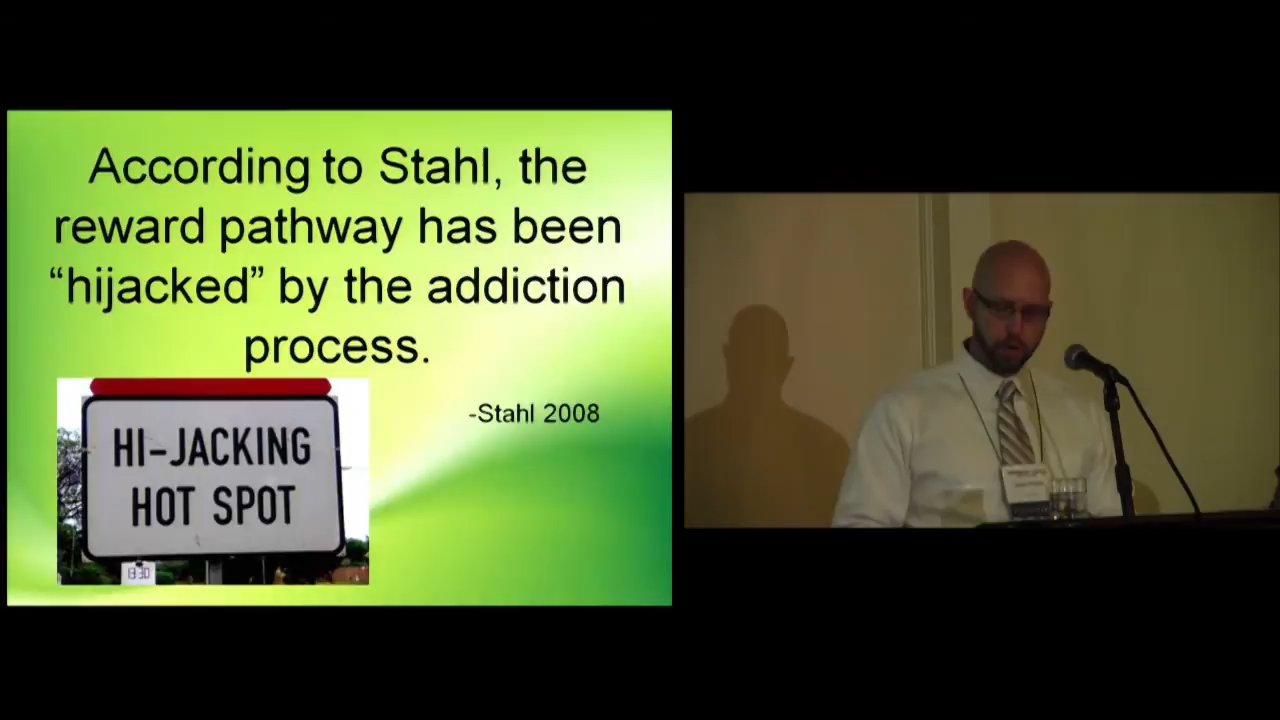 According to Stahl, the
reward pathway has been
“hijacked” by the addiction
process.
-Stahl 2008
HI-JACKING
HOT SPOT
1330